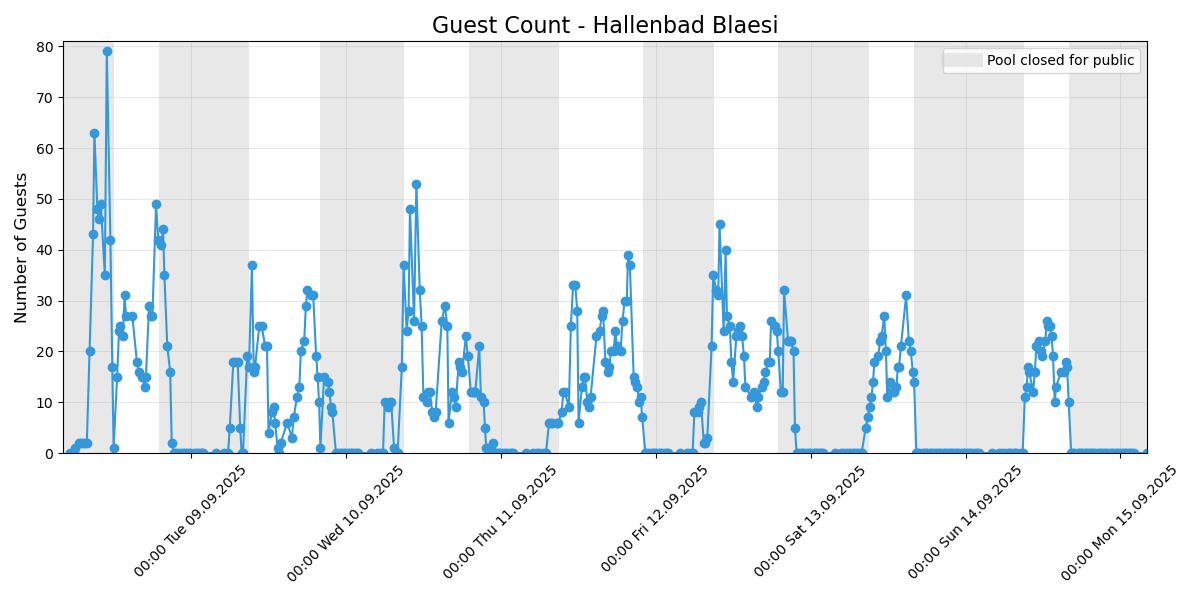 Guest Count - Hallenbad Blaesi
Pool closed for public
Number of Guests
80
70
60
50
40
30
20
10
0
00:00 Tue 09.09.2025
00:00 Wed 10.09.2025
00:00 Thu 11.09.2025
00:00 Fri 12.09.2025
00:00 Sat 13.09.2025
00:00 Sun 14.09.2025
00:00 Mon 15.09.2025